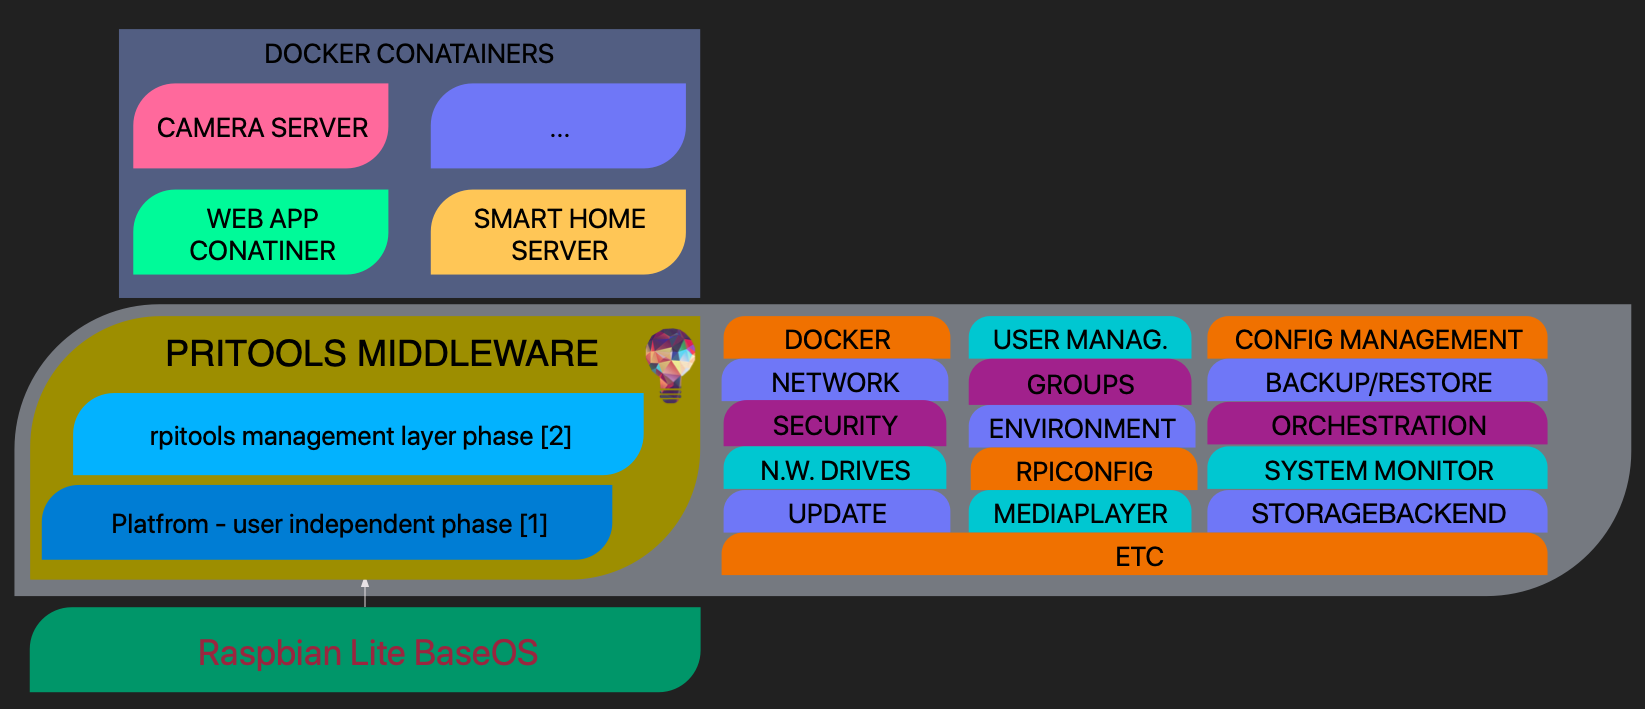 DOCKER CONATAINERS
CAMERA SERVER
...
WEB APP
CONATINER
SMART HOME
SERVER
PRITOOLS MIDDLEWARE
rpitools management layer phase [2]
Platfrom - user independent phase [1]
DOCKER
NETWORK
SECURITY
N.W. DRIVES
UPDATE
USER MANAG.
GROUPS
ENVIRONMENT
RPICONFIG
MEDIAPLAYER
CONFIG MANAGEMENT
BACKUP/RESTORE
ORCHESTRATION
SYSTEM MONITOR
STORAGEBACKEND
ETC
Raspbian Lite BaseOS